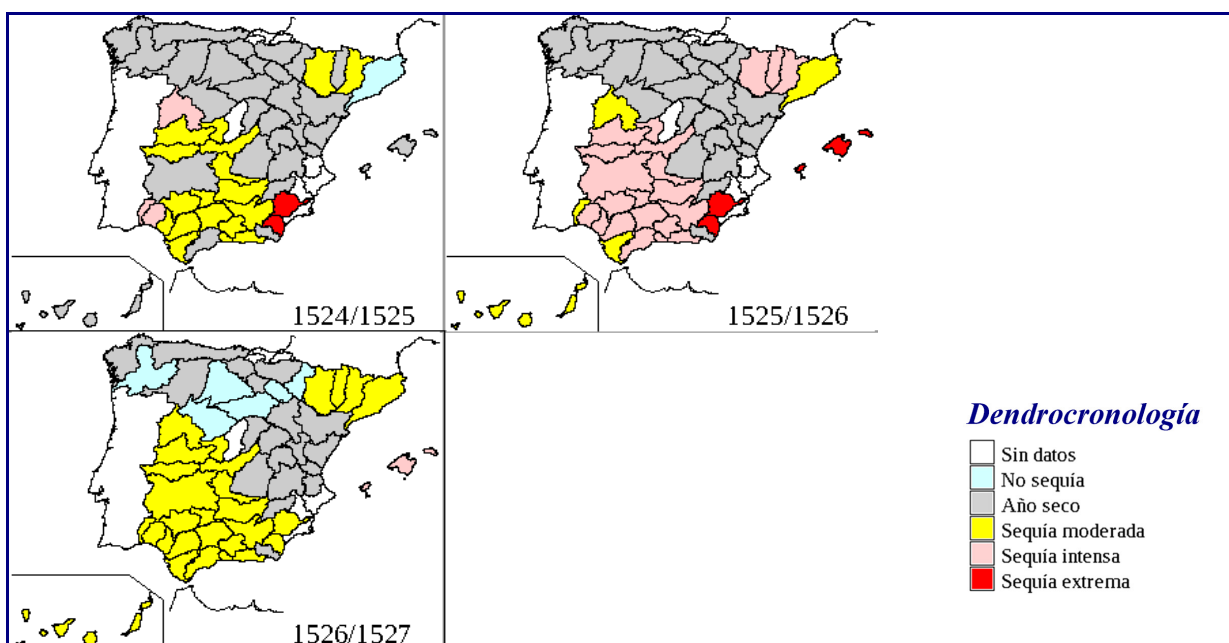 1524/1525
1525/1526
1526/1527
Dendrocronología
Sin datos
No sequía
Año seco
Sequía moderada
Sequía intensa
Sequía extrema